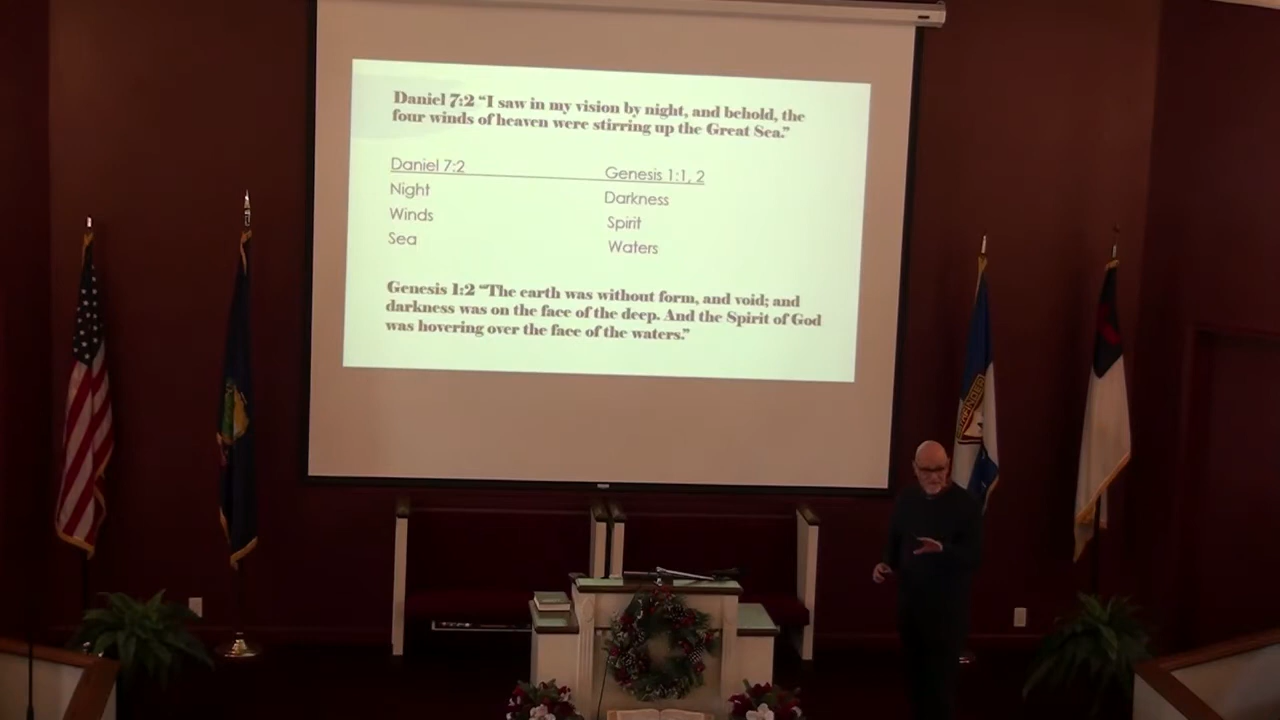 Daniel 7:2 “I saw in my vision by night, and behold, the
four winds of heaven were stirring up the Great Sea.”
Daniel 7:2 Genesis 1:1, 2
Night Darkness
Winds Spirit
Sea Waters
Genesis 1:2 “The earth was without form, and void; and
darkness was on the face of the deep. And the Spirit of God
was hovering over the face of the waters.”